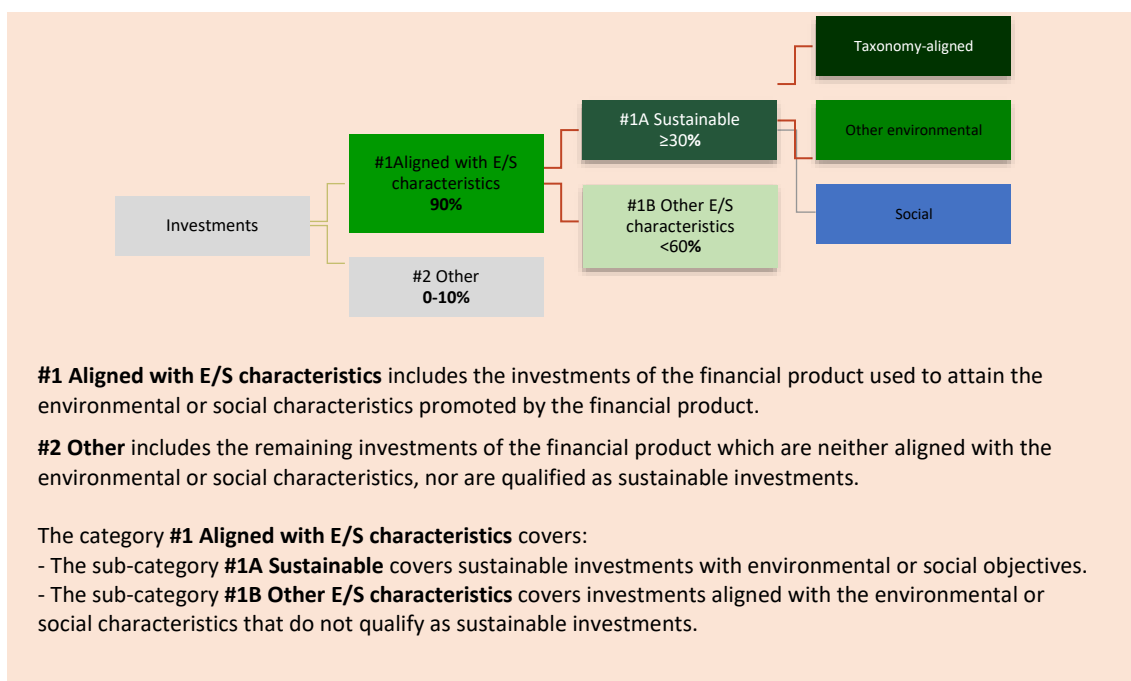 Taxonomy-aligned
#1A Sustainable
≥30%
Other environmental
#1Aligned with E/S
characteristics
90%
#1B Other E/S
characteristics
<60%
Social
Investments
#2 Other
0-10%
#1 Aligned with E/S characteristics includes the investments of the financial product used to attain the
environmental or social characteristics promoted by the financial product.
#2 Other includes the remaining investments of the financial product which are neither aligned with the
environmental or social characteristics, nor are qualified as sustainable investments.
The category #1 Aligned with E/S characteristics covers:
- The sub-category #1A Sustainable covers sustainable investments with environmental or social objectives.
- The sub-category #1B Other E/S characteristics covers investments aligned with the environmental or
social characteristics that do not qualify as sustainable investments.